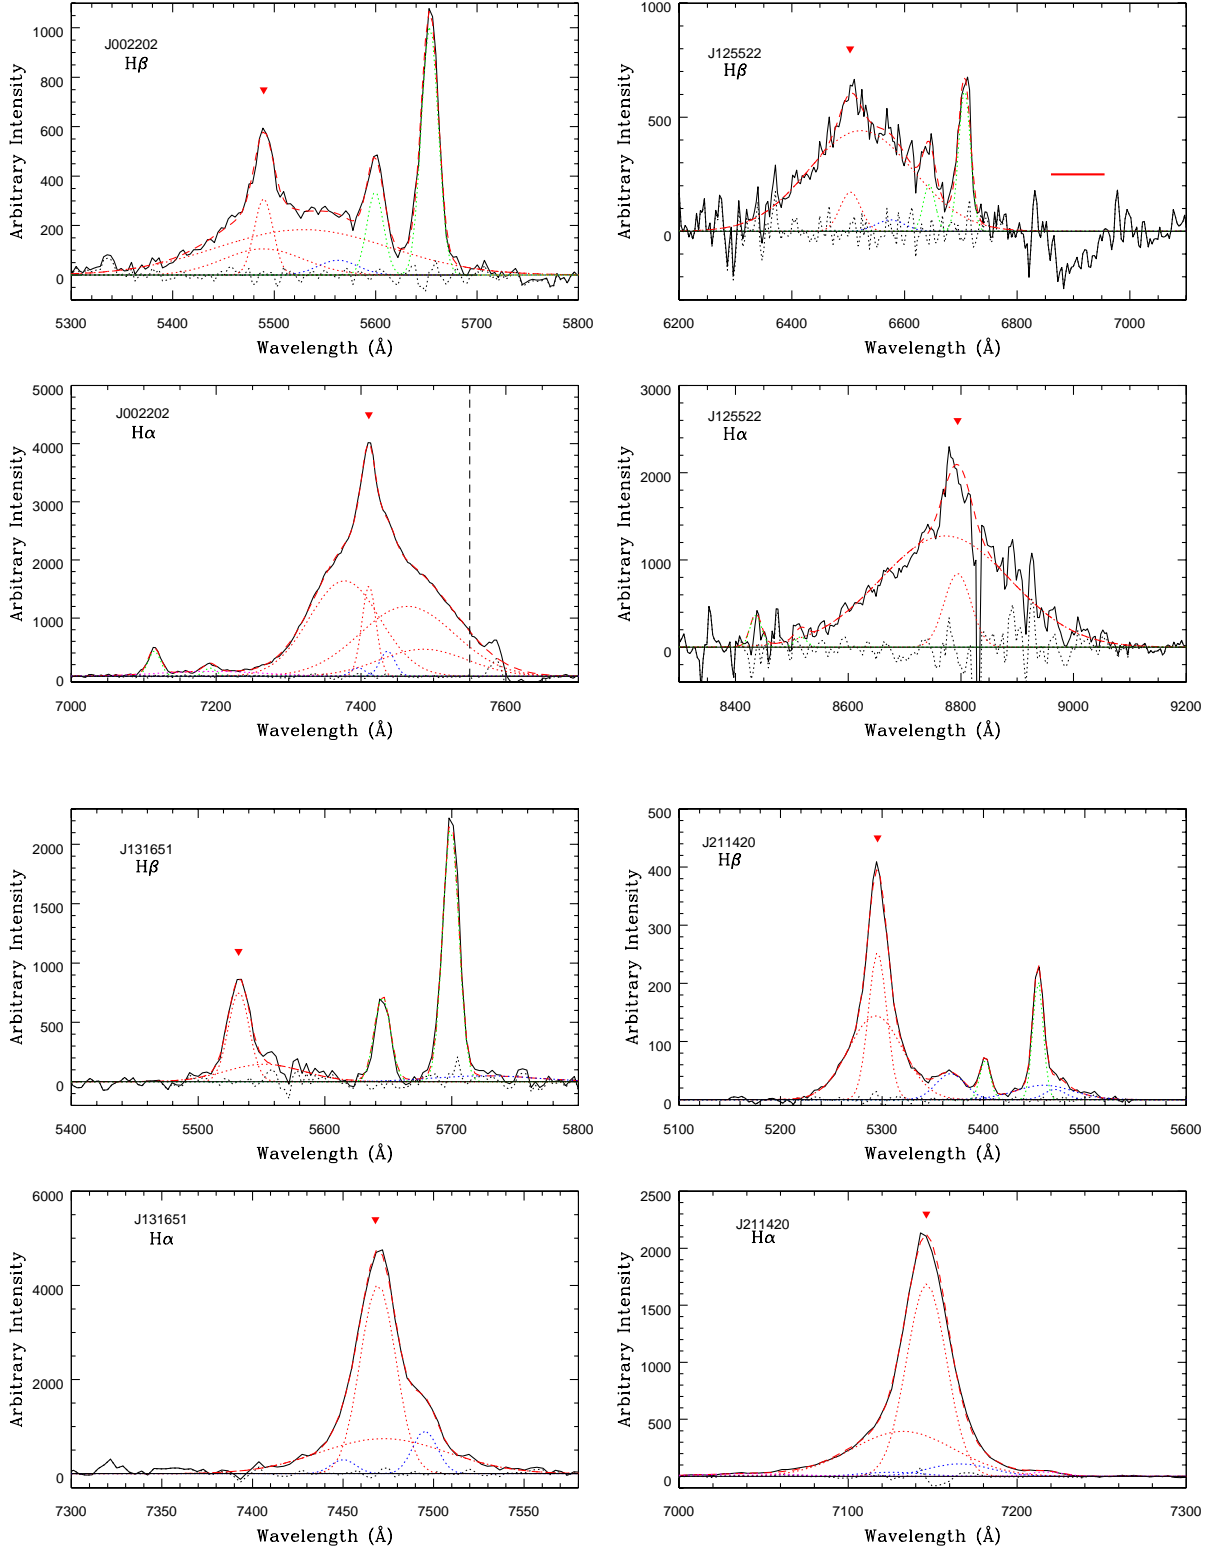 J002202
Hβ
Arbitrary Intensity
0
200
400
600
800
1000
5300
5400
5500
5600
5700
5800
Wavelength (Å)
J125522
Hβ
Arbitrary Intensity
0
500
1000
6200
6400
6600
6800
7000
Wavelength (Å)
J002202
Hα
Arbitrary Intensity
0
1000
2000
3000
4000
5000
7000
7200
7400
7600
Wavelength (Å)
J125522
Hα
Arbitrary Intensity
0
1000
2000
3000
8400
8600
8800
9000
9200
Wavelength (Å)
J131651
Hβ
Arbitrary Intensity
0
500
1000
1500
2000
5400
5500
5600
5700
5800
Wavelength (Å)
J211420
Hβ
Arbitrary Intensity
0
100
200
300
400
500
5100
5200
5300
5400
5500
5600
Wavelength (Å)
J131651
Hα
Arbitrary Intensity
0
2000
4000
6000
7300
7350
7400
7450
7500
7550
Wavelength (Å)
J211420
Hα
Arbitrary Intensity
0
500
1000
1500
2000
2500
7000
7100
7200
7300
Wavelength (Å)